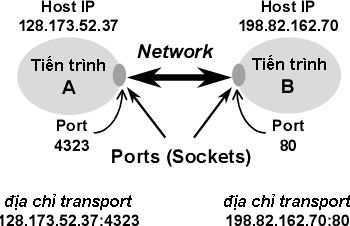 Host IP
128.173.52.37
Host IP
198.82.162.70
Network
Tiến trình
A
Tiến trình
B
Port
4323
Port
80
Ports (Sockets)
địa chỉ transport
128.173.52.37:4323
địa chỉ transport
198.82.162.70:80